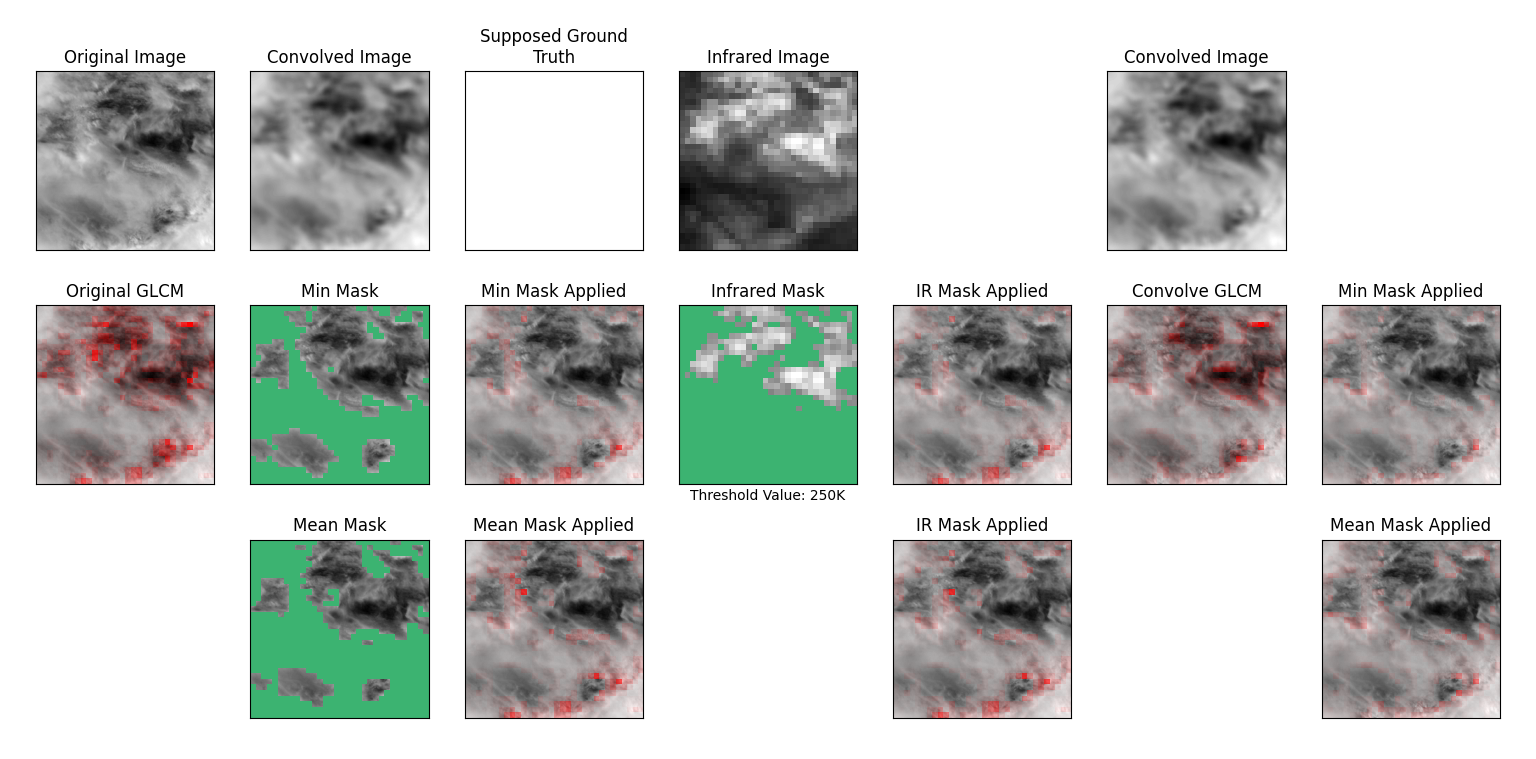 Original Image
Convolved Image
Supposed Ground
Truth
Infrared Image
Convolved Image
Original GLCM
Min Mask
Min Mask Applied
Infrared Mask
IR Mask Applied
Convolve GLCM
Min Mask Applied
Threshold Value: 250K
Mean Mask
Mean Mask Applied
IR Mask Applied
Mean Mask Applied